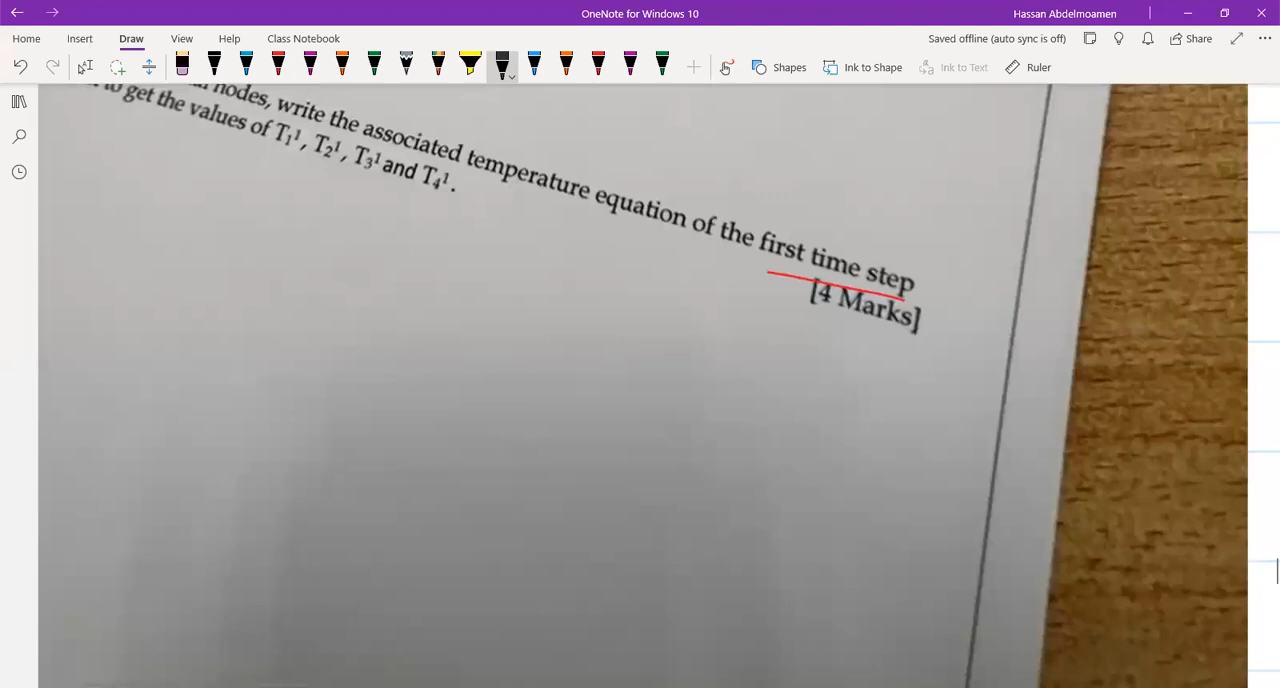 OneNote for Windows 10
Hassan Abdelmoamen
Home Insert Draw View Help Class Notebook
Saved offline (auto sync is off)
Share
Shapes
Ink to Shape
Ink to Text
Ruler
nodes, write the associated temperature equation of the first time step
to get the values of T₁¹, T₂¹, T₃¹ and T₄¹.
[4 Marks]